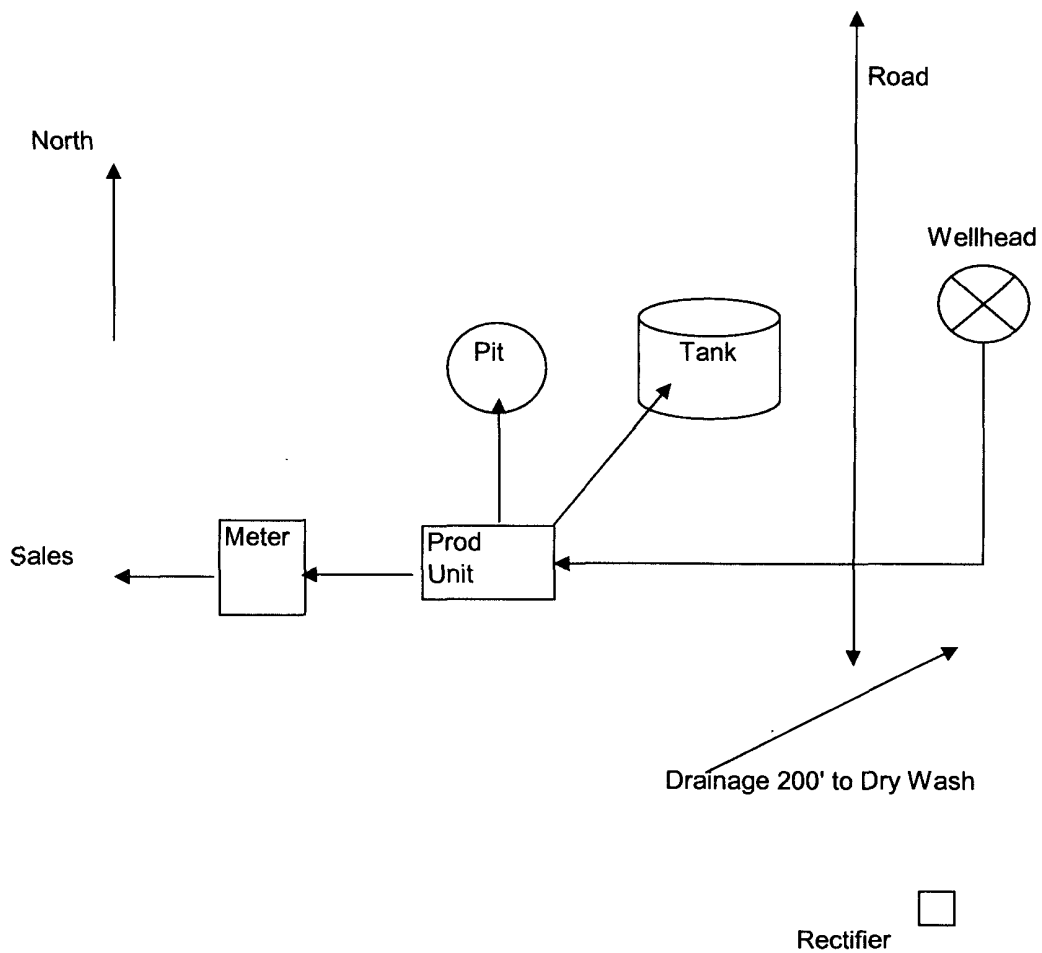 Road
North
Wellhead
Pit
Tank
Sales
Meter
Prod
Unit
Drainage 200' to Dry Wash
Rectifier